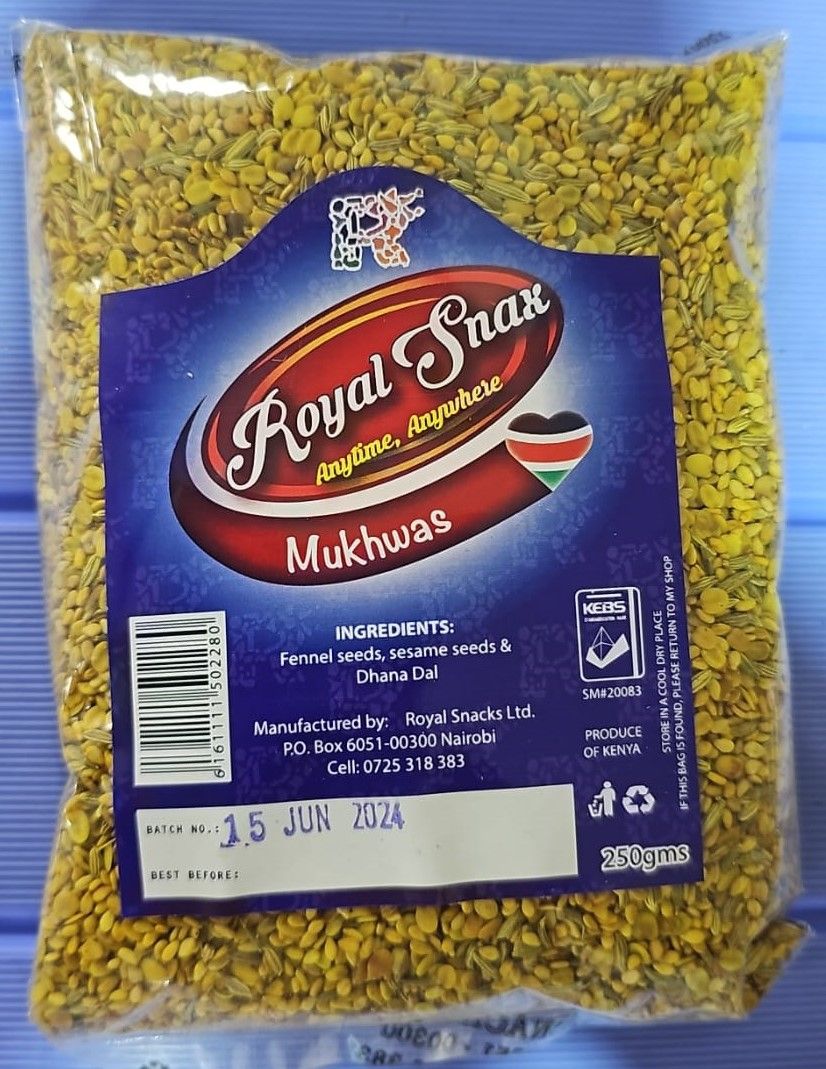 Royal Snax
Anytime, Anywhere
Mukhwas
INGREDIENTS:
Fennel seeds, sesame seeds &
Dhana Dal
Manufactured by: Royal Snacks Ltd.
P.O. Box 6051-00300 Nairobi
Cell: 0725 318 383
6161111502280
KEBS
SM#20083
PRODUCE
OF KENYA
STORE IN A COOL DRY PLACE
IF THIS BAG IS FOUND, PLEASE RETURN TO MY SHOP
BATCH NO.: 15 JUN 2024
BEST BEFORE:
250gms